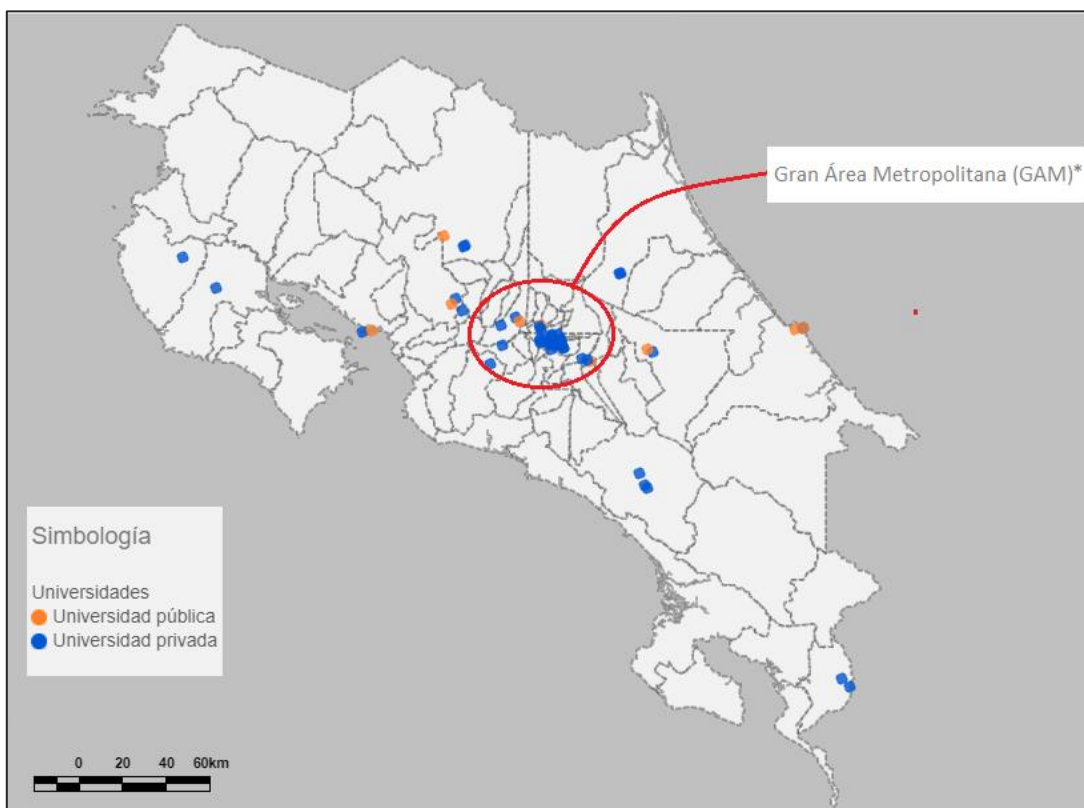 Gran Área Metropolitana (GAM)*
Simbología
Universidades
Universidad pública
Universidad privada
0 20 40 60km